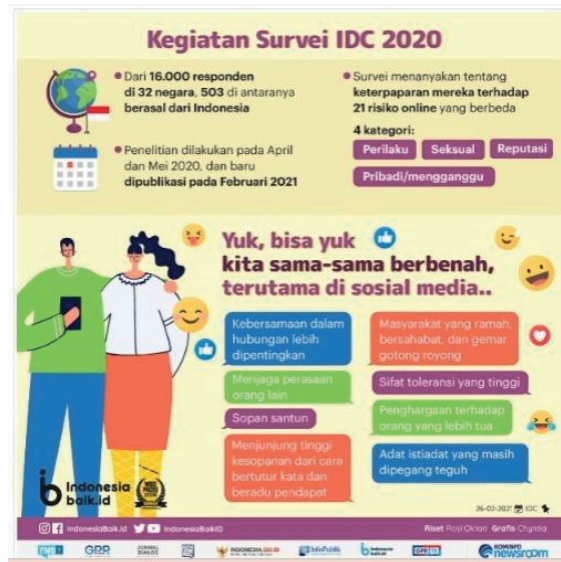 Kegiatan Survei IDC 2020
Dari 16.000 responden
di 32 negara, 503 di antaranya
berasal dari Indonesia
Penelitian dilakukan pada April
dan Mei 2020, dan baru
dipublikasi pada Februari 2021
Survei menanyakan tentang
keterpaparan mereka terhadap
21 risiko online yang berbeda
4 kategori:
Perilaku Seksual Reputasi
Pribadi/mengganggu
Yuk, bisa yuk
kita sama-sama berbenah,
terutama di sosial media..
Kebersamaan dalam
hubungan lebih
dipentingkan
Menjaga perasaan
orang lain
Sopan santun
Menjunjung tinggi
kesopanan dari cara
bertutur kata dan
beradu pendapat
Masyarakat yang ramah,
bersahabat, dan gemar
gotong royong
Sifat toleransi yang tinggi
Penghargaan terhadap
orang yang lebih tua
Adat istiadat yang masih
dipegang teguh
Indonesia
baik.id
26-02-2021 IDC
IndonesiaBaik.id IndonesiaBaikID
Riset Rosi Oktari Grafis Chyntia
GPR
INDONESIA.GO.ID
InfoPublik
KOMINFO
newsroom